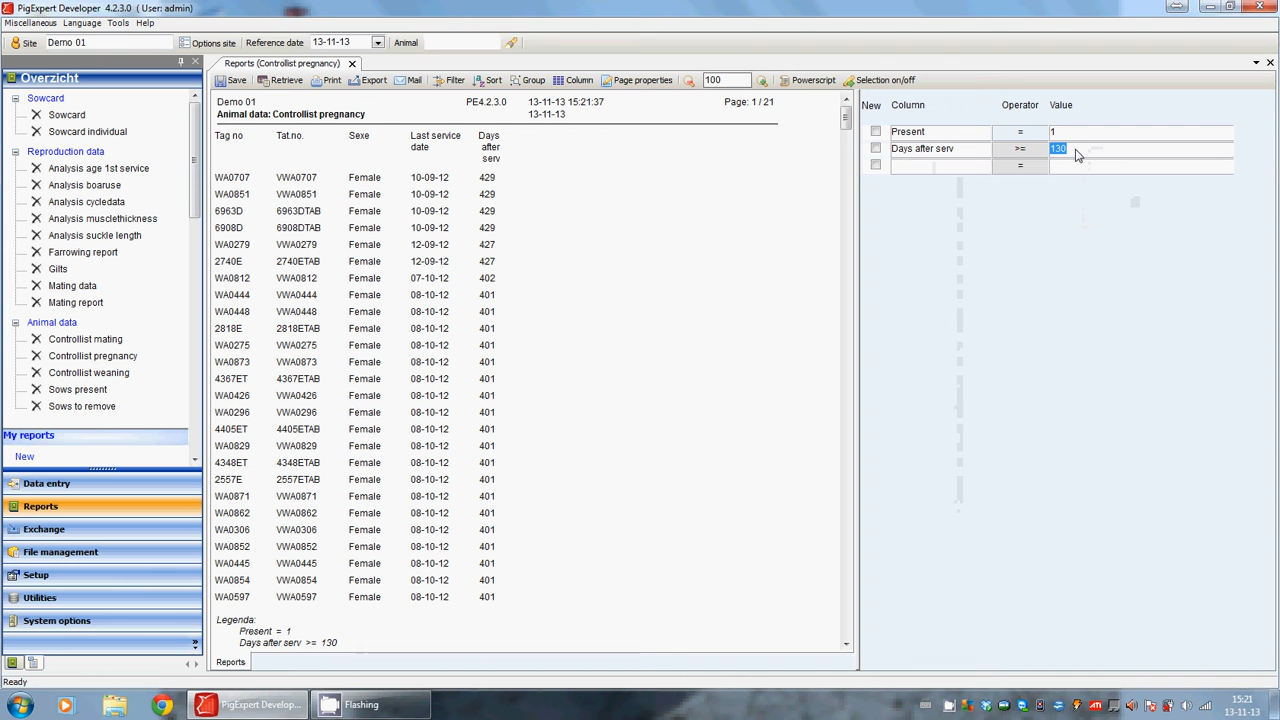 PigExpert Developer 4.2.3.0 (User: admin)
Miscellaneous Language Tools Help
Site Demo 01 Options site Reference date 13-11-13 Animal
Overzicht
Sowcard
Sowcard
Sowcard individual
Reproduction data
Analysis age 1st service
Analysis boaruse
Analysis cycledata
Analysis musclethickness
Analysis suckle length
Farrowing report
Gilts
Mating data
Mating report
Animal data
Controllist mating
Controllist pregnancy
Controllist weaning
Sows present
Sows to remove
My reports
New
Data entry
Reports
Exchange
File management
Setup
Utilities
System options
»
Ready
Reports (Controllist pregnancy)
Save Retrieve Print Export Mail Filter Sort Group Column Page properties 100 Powerscript Selection on/off
Demo 01 PE4.2.3.0 13-11-13 15:21:37 Page: 1 / 21
Animal data: Controllist pregnancy 13-11-13
Tag no Tat.no. Sexe Last service date Days after serv
WA0707 VWA0707 Female 10-09-12 429
WA0851 VWA0851 Female 10-09-12 429
6963D 6963DTAB Female 10-09-12 429
6908D 6908DTAB Female 10-09-12 429
WA0279 VWA0279 Female 12-09-12 427
2740E 2740ETAB Female 12-09-12 427
WA0812 VWA0812 Female 07-10-12 402
WA0444 VWA0444 Female 08-10-12 401
WA0448 VWA0448 Female 08-10-12 401
2818E 2818ETAB Female 08-10-12 401
WA0275 VWA0275 Female 08-10-12 401
WA0873 VWA0873 Female 08-10-12 401
4367ET 4367ETAB Female 08-10-12 401
WA0426 VWA0426 Female 08-10-12 401
WA0296 VWA0296 Female 08-10-12 401
4405ET 4405ETAB Female 08-10-12 401
WA0829 VWA0829 Female 08-10-12 401
4348ET 4348ETAB Female 08-10-12 401
2557E 2557ETAB Female 08-10-12 401
WA0871 VWA0871 Female 08-10-12 401
WA0862 VWA0862 Female 08-10-12 401
WA0306 VWA0306 Female 08-10-12 401
WA0852 VWA0852 Female 08-10-12 401
WA0445 VWA0445 Female 08-10-12 401
WA0854 VWA0854 Female 08-10-12 401
WA0597 VWA0597 Female 08-10-12 401
Legenda:
Present = 1
Days after serv >= 130
Reports
New Column Operator Value
Present = 1
Days after serv >= 130
=
PigExpert Developer... Flashing
15:21
13-11-13